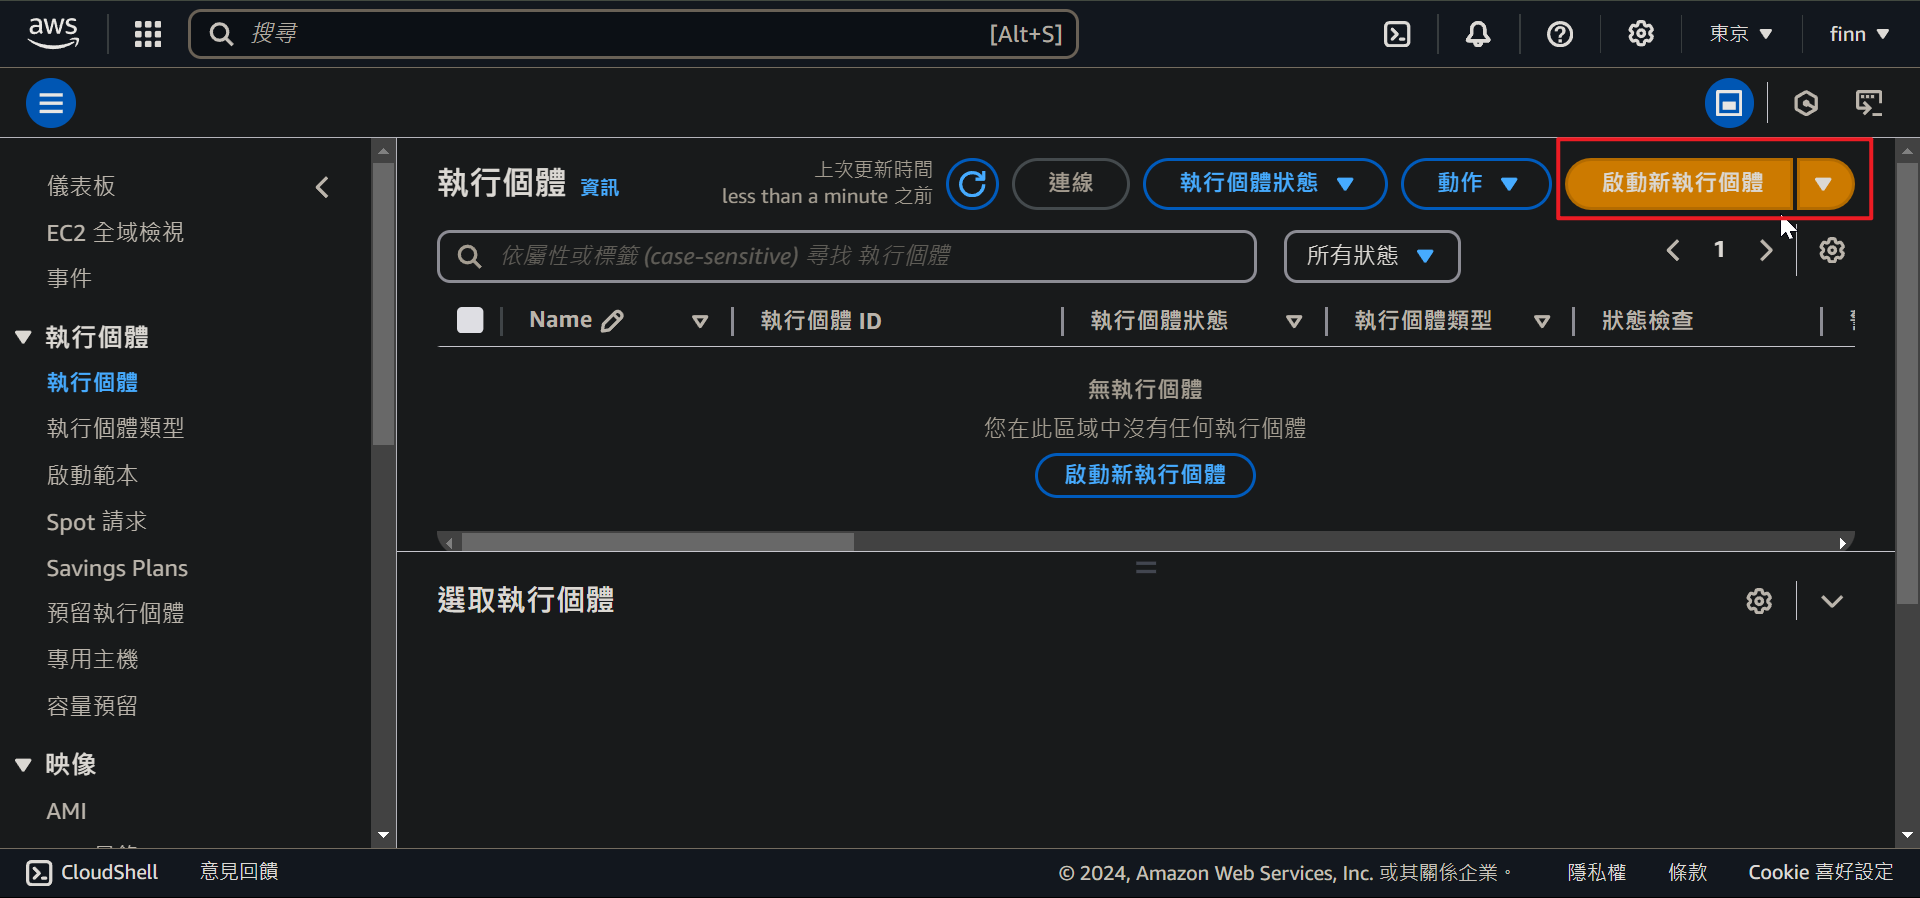 aws
搜尋
[Alt+S]
東京
finn
儀表板
EC2 全域檢視
事件
執行個體
執行個體
執行個體類型
啟動範本
Spot 請求
Savings Plans
預留執行個體
專用主機
容量預留
映像
AMI
執行個體 資訊
上次更新時間
less than a minute 之前
連線
執行個體狀態
動作
啟動新執行個體
依屬性或標籤 (case-sensitive) 尋找 執行個體
所有狀態
1
Name
執行個體 ID
執行個體狀態
執行個體類型
狀態檢查
無執行個體
您在此區域中沒有任何執行個體
啟動新執行個體
選取執行個體
CloudShell
意見回饋
© 2024, Amazon Web Services, Inc. 或其關係企業。
隱私權
條款
Cookie 喜好設定